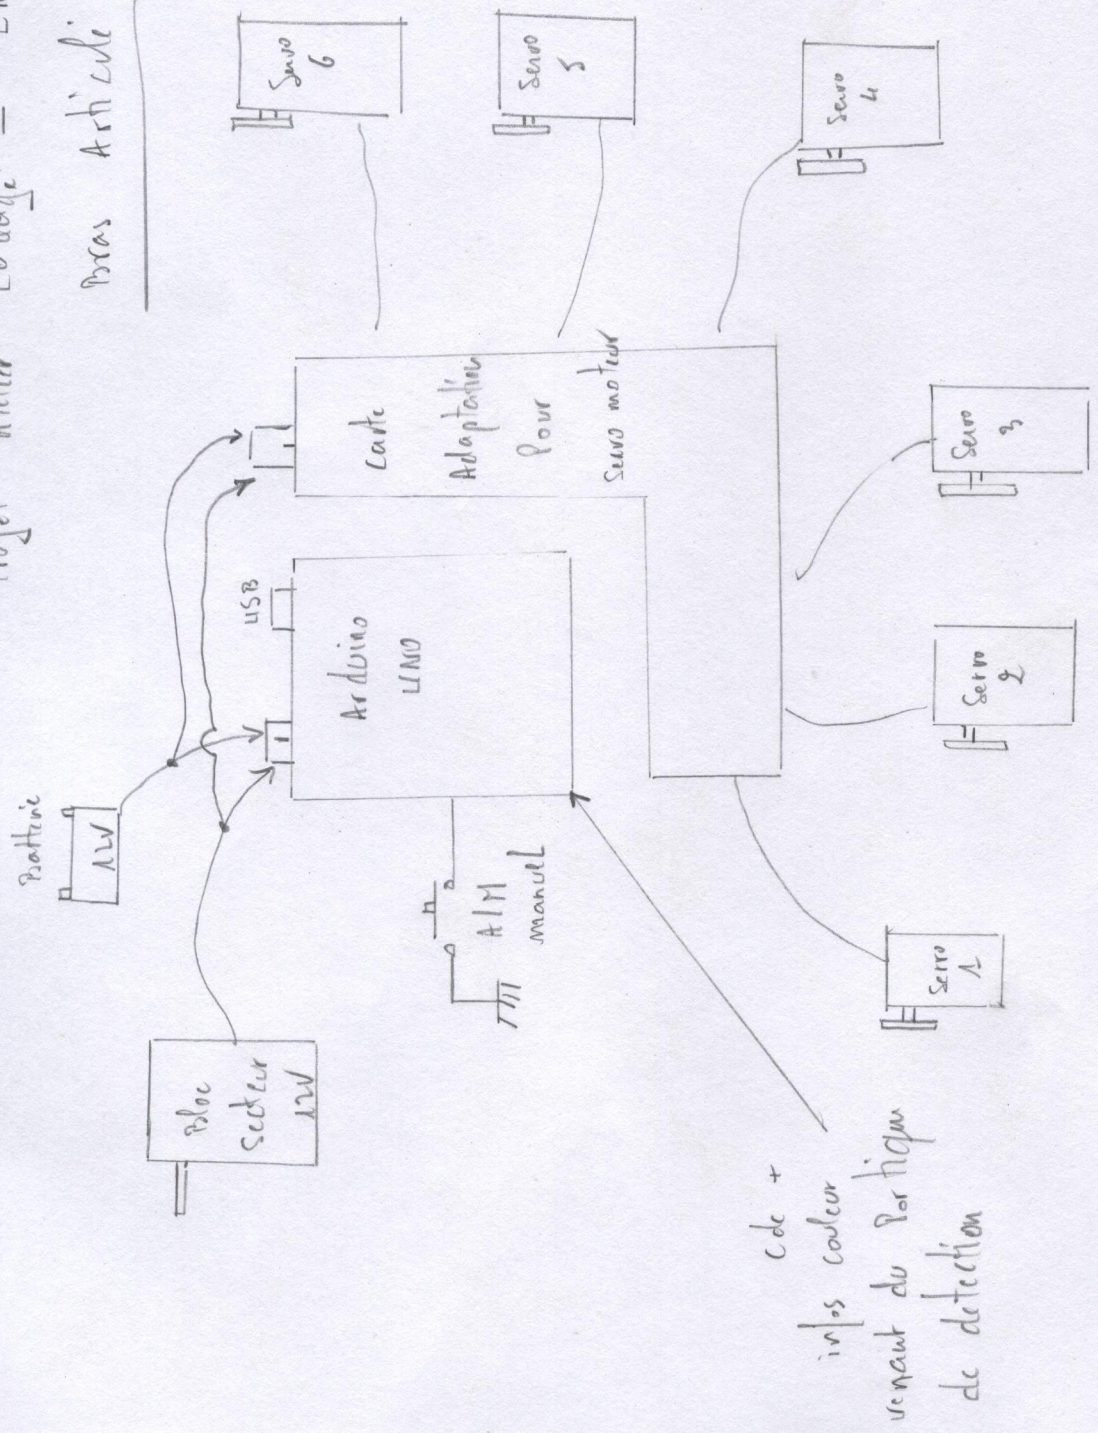 Bras Articulé
Batterie
12V
Bloc
Secteur
12V
USB
Arduino
UNO
A/M
manuel
Carte
Adaptation
Pour
Servo moteur
Servo
6
Servo
5
Servo
4
Servo
3
Servo
2
Servo
1
Cde +
infos couleur
venant du Portique
de detection